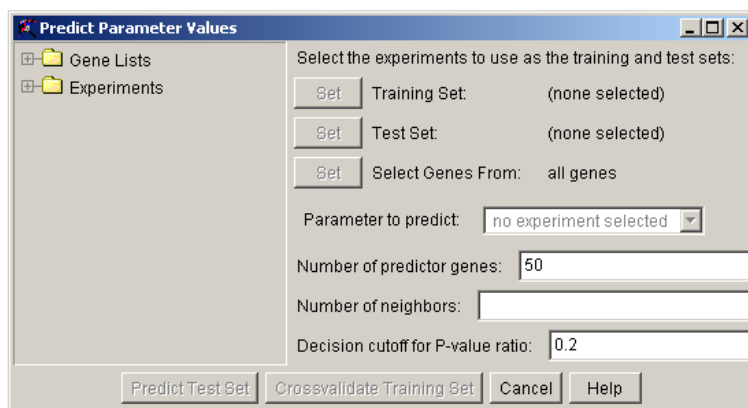 Predict Parameter Values
Gene Lists
Experiments
Select the experiments to use as the training and test sets:
Set Training Set: (none selected)
Set Test Set: (none selected)
Set Select Genes From: all genes
Parameter to predict: no experiment selected
Number of predictor genes: 50
Number of neighbors:
Decision cutoff for P-value ratio: 0.2
Predict Test Set Crossvalidate Training Set Cancel Help